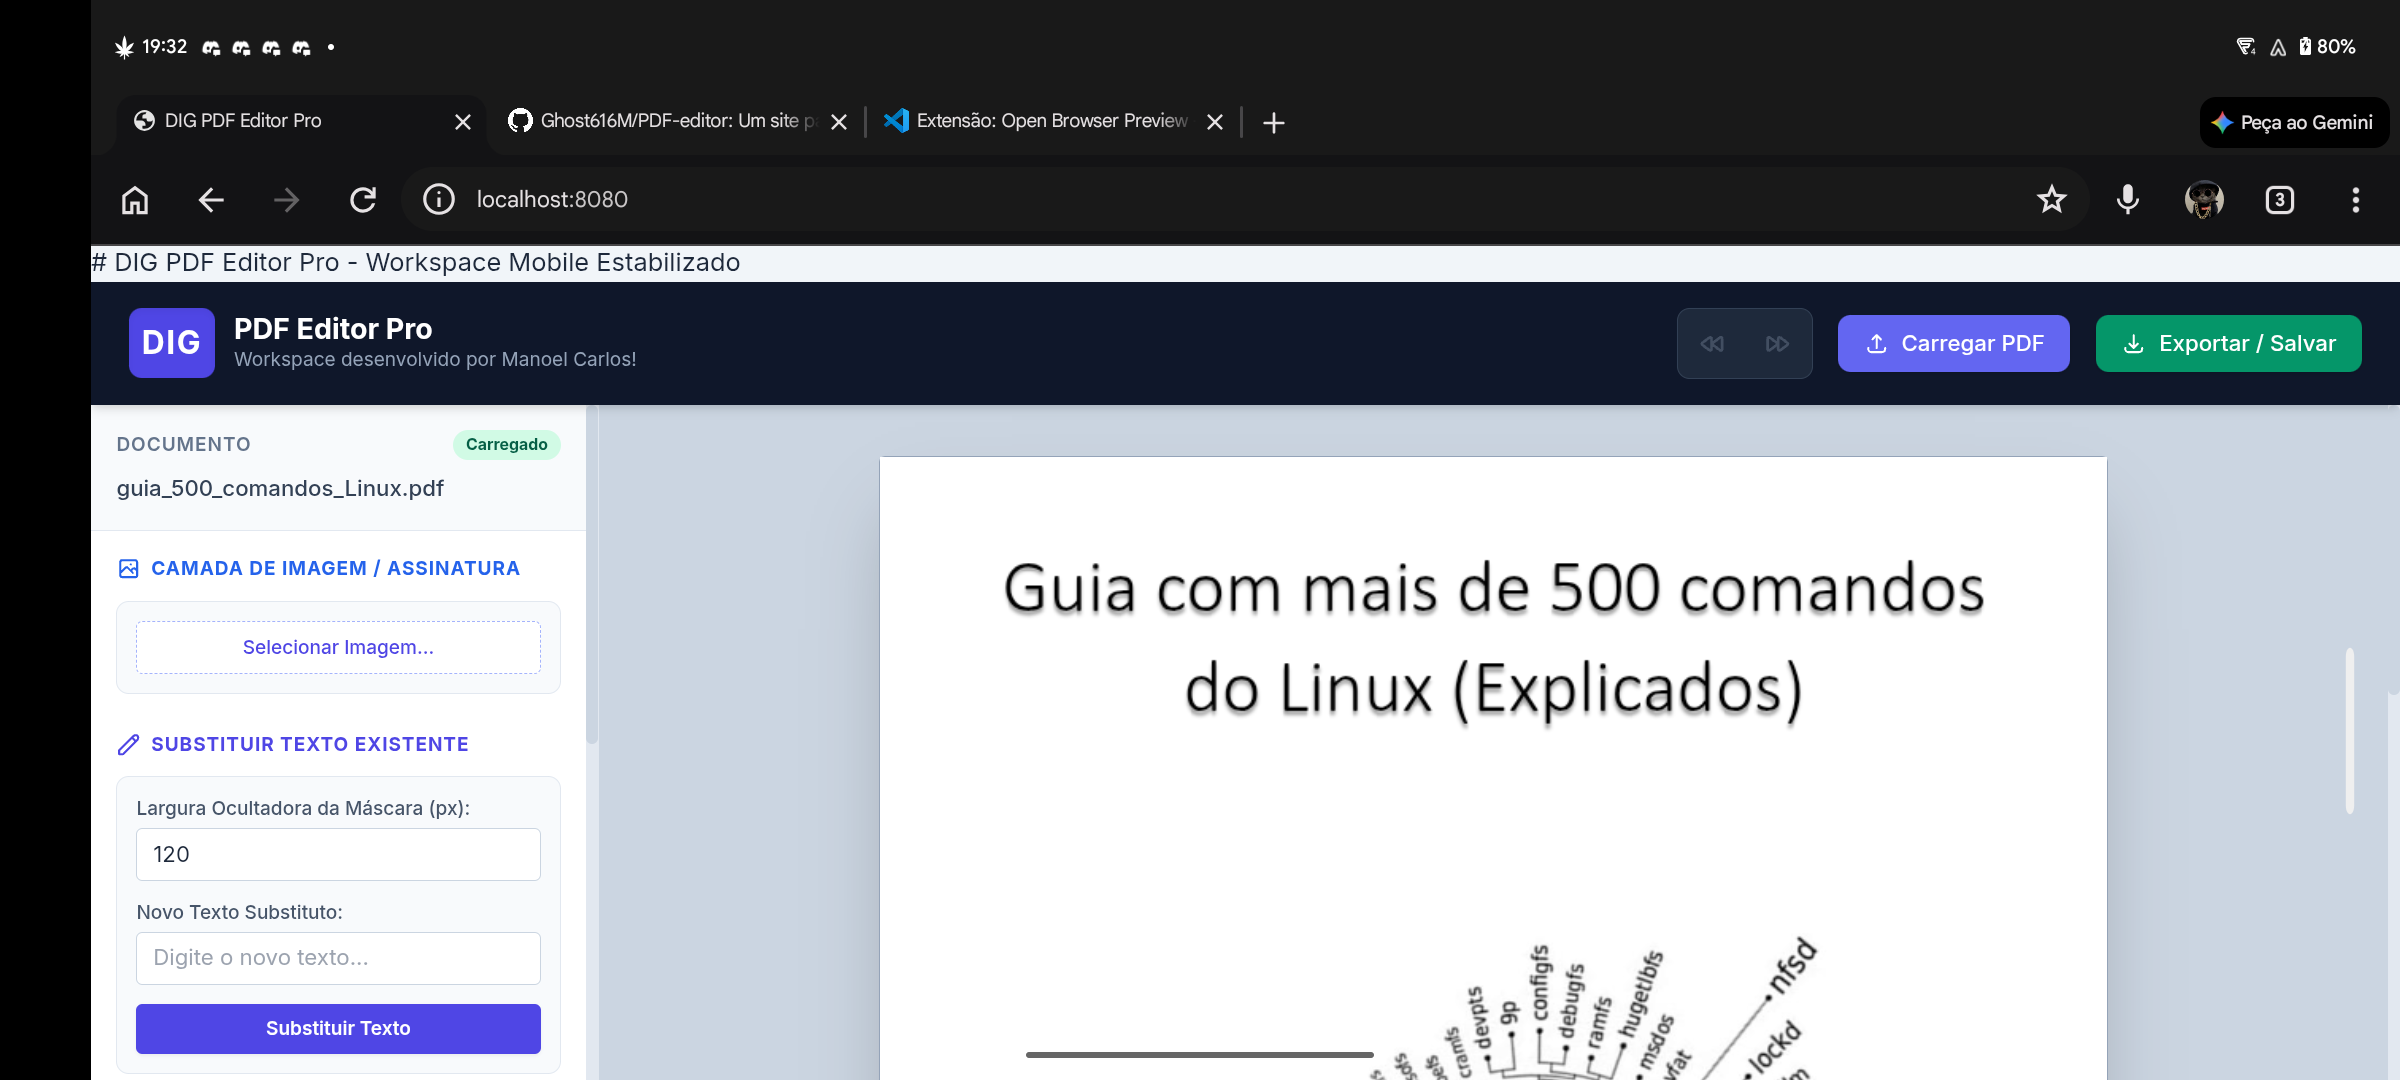 19:32
80%
DIG PDF Editor Pro
Ghost616M/PDF-editor: Um site p
Extensão: Open Browser Preview
Peça ao Gemini
localhost:8080
3
# DIG PDF Editor Pro - Workspace Mobile Estabilizado
DIG
PDF Editor Pro
Workspace desenvolvido por Manoel Carlos!
Carregar PDF
Exportar / Salvar
DOCUMENTO
Carregado
guia_500_comandos_Linux.pdf
CAMADA DE IMAGEM / ASSINATURA
Selecionar Imagem...
SUBSTITUIR TEXTO EXISTENTE
Largura Ocultadora da Máscara (px):
120
Novo Texto Substituto:
Digite o novo texto...
Substituir Texto
Guia com mais de 500 comandos
do Linux (Explicados)
cramfs
devpts
9p
configfs
debugfs
ramfs
hugetlbfs
msdos
vfat
nfsd
lockd